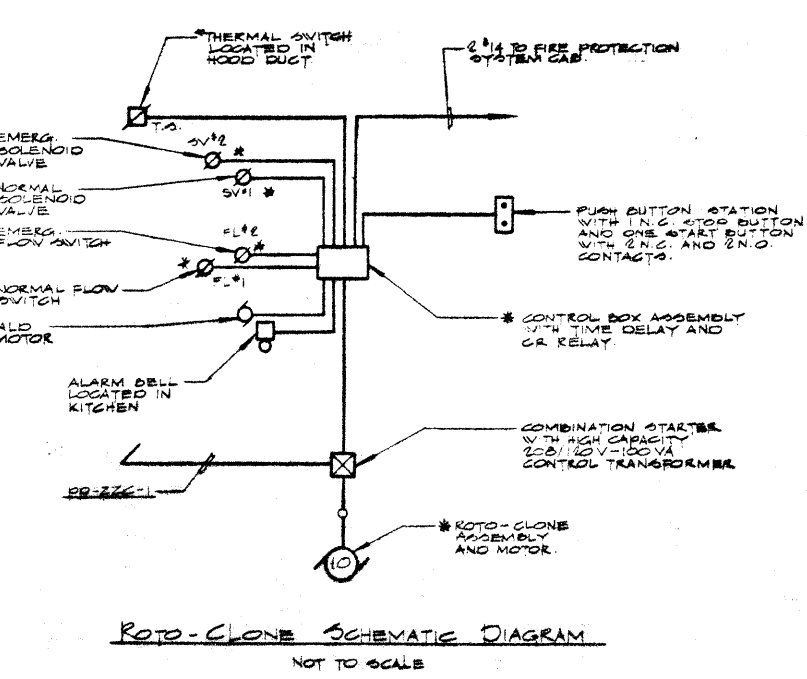 *THERMAL SWITCH
LOCATED IN
HOOD DUCT
2 #14 TO FIRE PROTECTION
SYSTEM CAB.
T.S.
EMERG.
SOLENOID
VALVE
SV#2
*
NORMAL
SOLENOID
VALVE
SV#1 *
PUSH BUTTON STATION
WITH 1 N.C. STOP BUTTON
AND ONE START BUTTON
WITH 2 N.C. AND 2 N.O.
CONTACTS.
EMERG.
FLOW SWITCH
FL#2
*
NORMAL FLOW
SWITCH
*
FL#1
* CONTROL BOX ASSEMBLY
WITH TIME DELAY AND
CR RELAY.
ALD
MOTOR
ALARM BELL
LOCATED IN
KITCHEN
COMBINATION STARTER
WITH HIGH CAPACITY
208/120V-100VA
CONTROL TRANSFORMER
PP-22C-1
* ROTO-CLONE
ASSEMBLY
AND MOTOR.
10
ROTO-CLONE SCHEMATIC DIAGRAM
NOT TO SCALE